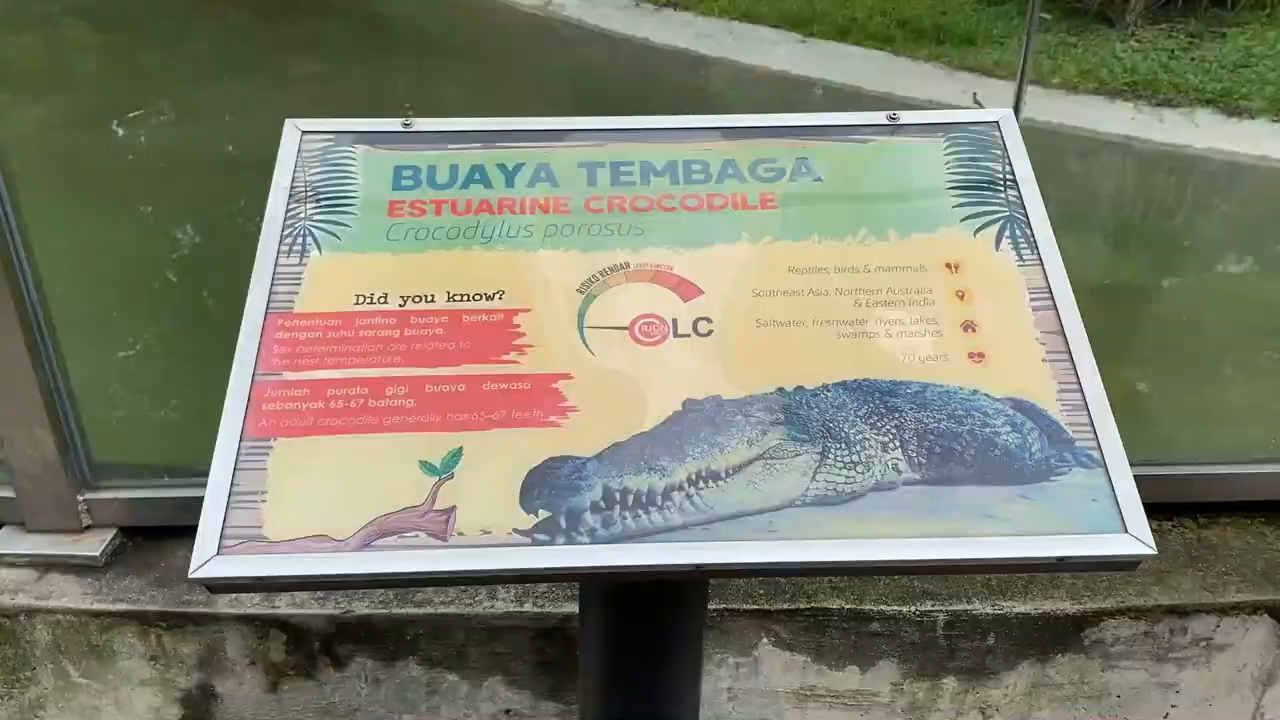 BUAYA TEMBAGA
ESTUARINE CROCODILE
Crocodylus porosus
Did you know?
Penentuan jantina buaya berkait
dengan suhu sarang buaya.
Sex determination are related to
the nest temperature.
Jumlah purata gigi buaya dewasa
sebanyak 65-67 batang.
An adult crocodile generally has 65-67 teeth.
RISIKO RENDAH
IUCN
LC
Reptiles, birds & mammals
Southeast Asia, Northern Australia
& Eastern India
Saltwater, freshwater, rivers, lakes,
swamps & marshes
70 years